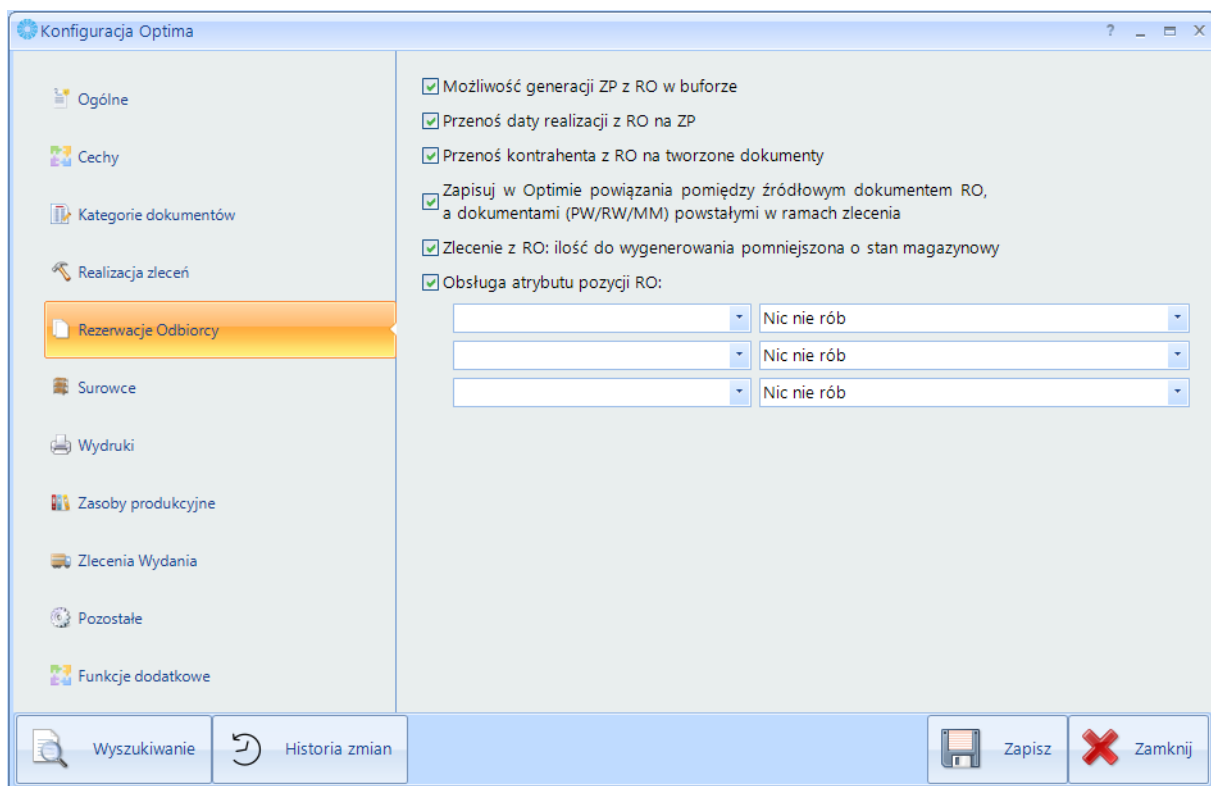 Konfiguracja Optima
?
Ogólne
Cechy
Kategorie dokumentów
Realizacja zleceń
Rezerwacje Odbiorcy
Surowce
Wydruki
Zasoby produkcyjne
Zlecenia Wydania
Pozostałe
Funkcje dodatkowe
Możliwość generacji ZP z RO w buforze
Przenoś daty realizacji z RO na ZP
Przenoś kontrahenta z RO na tworzone dokumenty
Zapisuj w Optimie powiązania pomiędzy źródłowym dokumentem RO,
a dokumentami (PW/RW/MM) powstałymi w ramach zlecenia
Zlecenie z RO: ilość do wygenerowania pomniejszona o stan magazynowy
Obsługa atrybutu pozycji RO:
Nic nie rób
Nic nie rób
Nic nie rób
Wyszukiwanie
Historia zmian
Zapisz
Zamknij